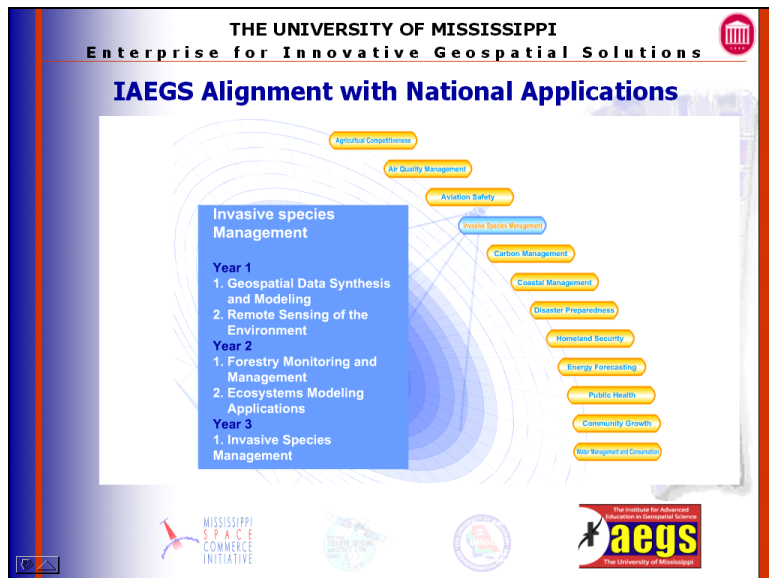 THE UNIVERSITY OF MISSISSIPPI
Enterprise for Innovative Geospatial Solutions
IAEGS Alignment with National Applications
Agricultual Competitiveness
Air Quality Management
Aviation Safety
Invasive Species Management
Carbon Management
Coastal Management
Disaster Preparedness
Homeland Security
Energy Forecasting
Public Health
Community Growth
Water Management and Conservation
Invasive species
Management
Year 1
1. Geospatial Data Synthesis
and Modeling
2. Remote Sensing of the
Environment
Year 2
1. Forestry Monitoring and
Management
2. Ecosystems Modeling
Applications
Year 3
1. Invasive Species
Management
MISSISSIPPI
SPACE
COMMERCE
INITIATIVE
The Institute for Advanced
Education in Geospatial Science
iaegs
The University of Mississippi